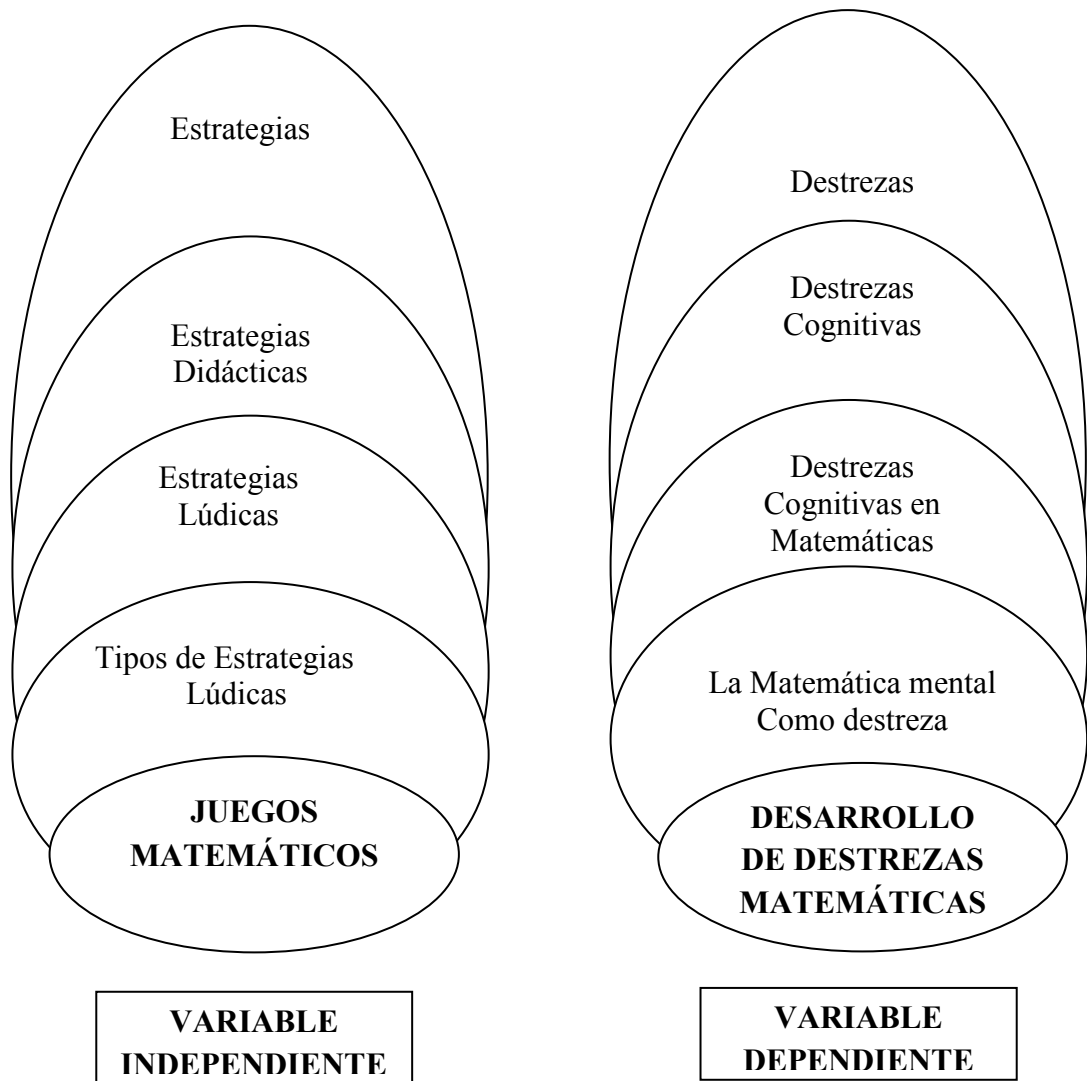 Estrategias
Estrategias
Didácticas
Estrategias
Lúdicas
Tipos de Estrategias
Lúdicas
JUEGOS
MATEMÁTICOS
VARIABLE
INDEPENDIENTE
Destrezas
Destrezas
Cognitivas
Destrezas
Cognitivas en
Matemáticas
La Matemática mental
Como destreza
DESARROLLO
DE DESTREZAS
MATEMÁTICAS
VARIABLE
DEPENDIENTE